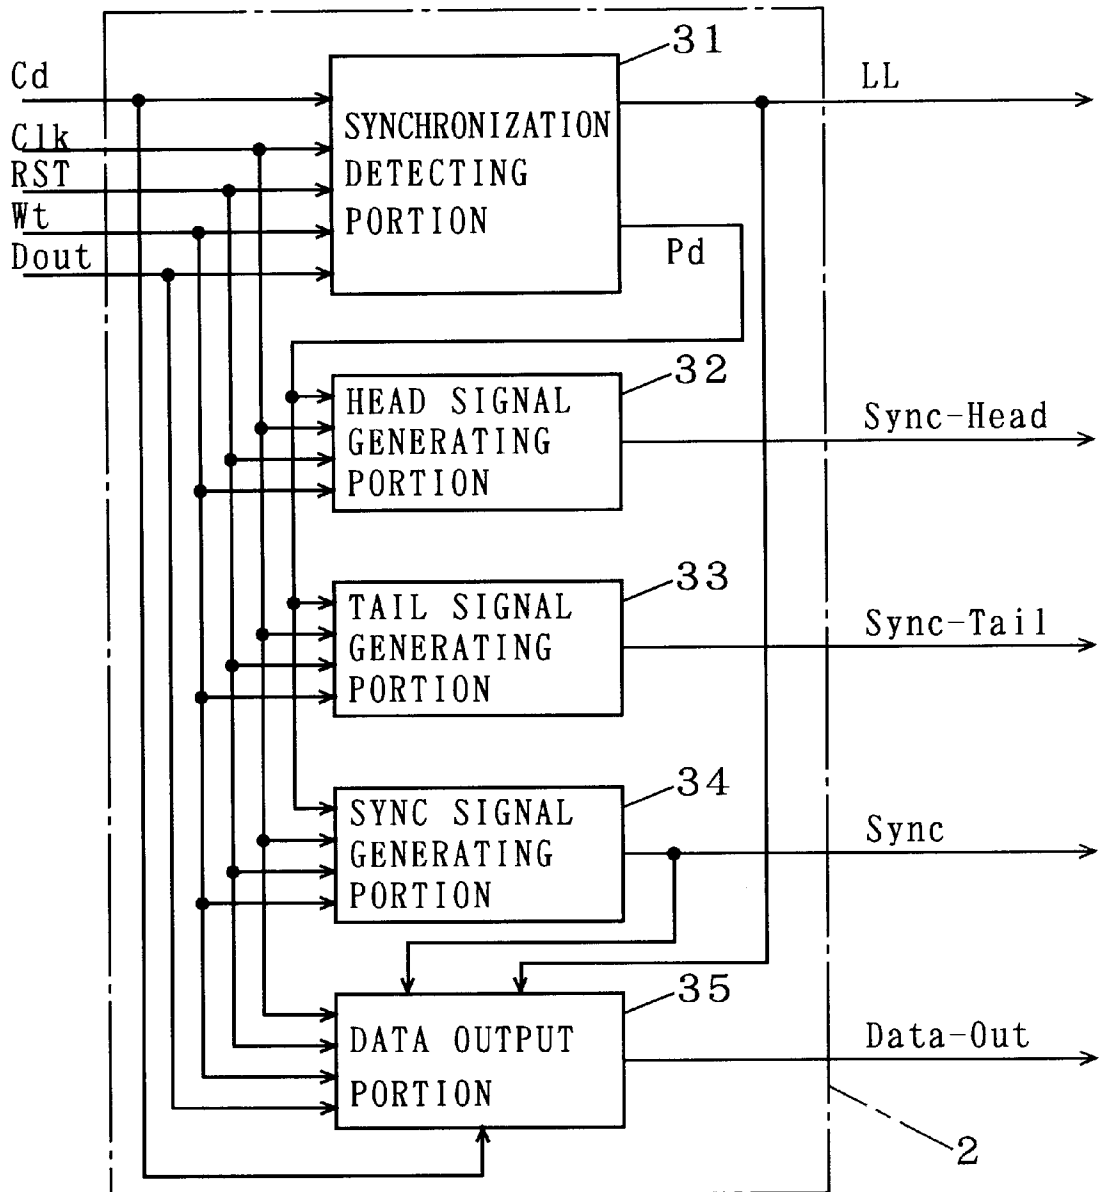 31
Cd
LL
Clk
RST
Wt
Dout
SYNCHRONIZATION
DETECTING
PORTION
Pd
32
HEAD SIGNAL
GENERATING
PORTION
Sync-Head
33
TAIL SIGNAL
GENERATING
PORTION
Sync-Tail
34
SYNC SIGNAL
GENERATING
PORTION
Sync
35
DATA OUTPUT
PORTION
Data-Out
2